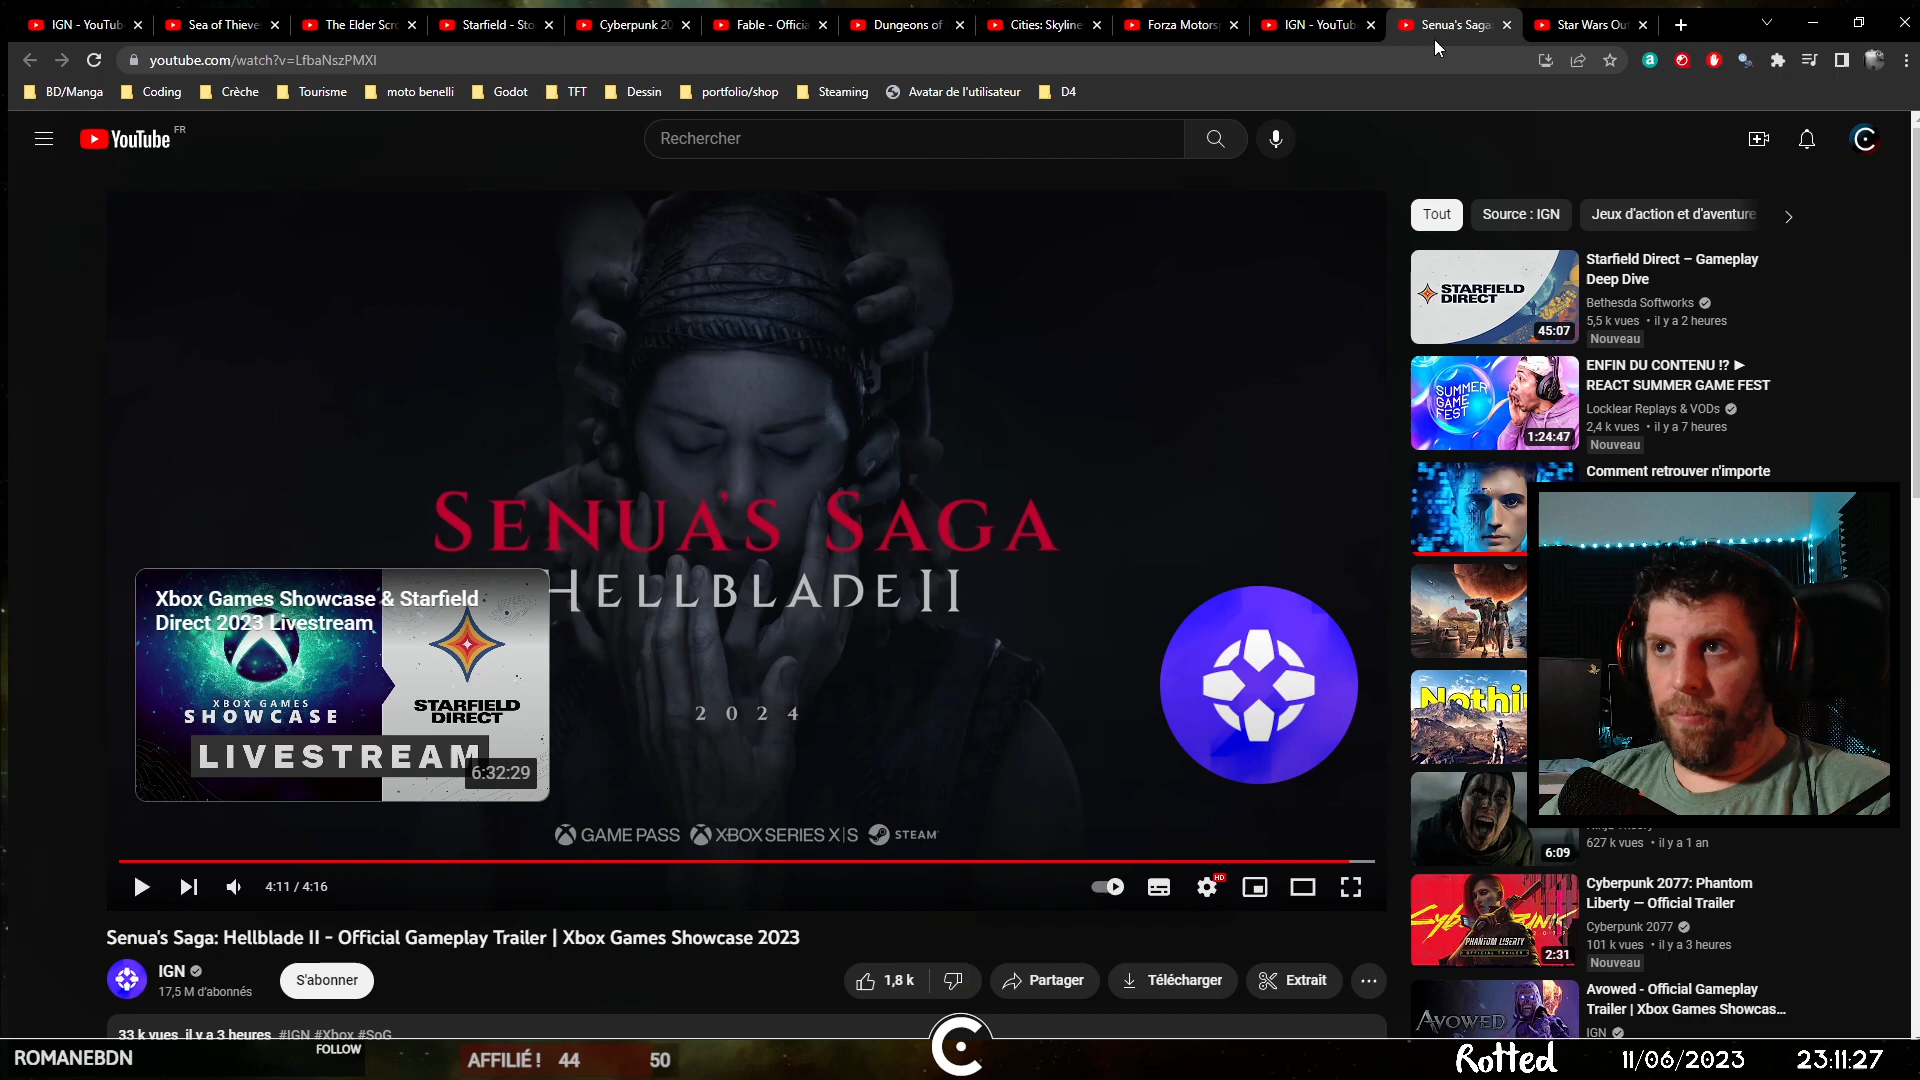 IGN - YouTub
Sea of Thieve
The Elder Scr
Starfield - Sto
Cyberpunk 20
Fable - Officia
Dungeons of
Cities: Skyline
Forza Motorsp
IGN - YouTub
Senua's Saga:
Star Wars Out
youtube.com/watch?v=LfbaNszPMXI
BD/Manga
Coding
Crèche
Tourisme
moto benelli
Godot
TFT
Dessin
portfolio/shop
Steaming
Avatar de l'utilisateur
D4
YouTube FR
Rechercher
Tout
Source : IGN
Jeux d'action et d'aventure
SENUA'S SAGA
HELLBLADE II
2024
GAME PASS XBOX SERIES X|S STEAM
Xbox Games Showcase & Starfield
Direct 2023 Livestream
XBOX GAMES
SHOWCASE
STARFIELD
DIRECT
LIVESTREAM
6:32:29
4:11 / 4:16
HD
Senua's Saga: Hellblade II - Official Gameplay Trailer | Xbox Games Showcase 2023
IGN
17,5 M d'abonnés
S'abonner
1,8 k
Partager
Télécharger
Extrait
33 k vues il y a 3 heures #IGN #Xbox #SoG
STARFIELD
DIRECT
45:07
Starfield Direct – Gameplay
Deep Dive
Bethesda Softworks
5,5 k vues • il y a 2 heures
Nouveau
SUMMER
GAME
FEST
1:24:47
ENFIN DU CONTENU !? ►
REACT SUMMER GAME FEST
Locklear Replays & VODs
2,4 k vues • il y a 7 heures
Nouveau
Comment retrouver n'importe
6:09
627 k vues • il y a 1 an
PHANTOM LIBERTY
2:31
Cyberpunk 2077: Phantom
Liberty — Official Trailer
Cyberpunk 2077
101 k vues • il y a 3 heures
Nouveau
AVOWED
Avowed - Official Gameplay
Trailer | Xbox Games Showcas...
IGN
ROMANEBDN
FOLLOW
AFFILIÉ !
44
50
Rotted
11/06/2023
23:11:27